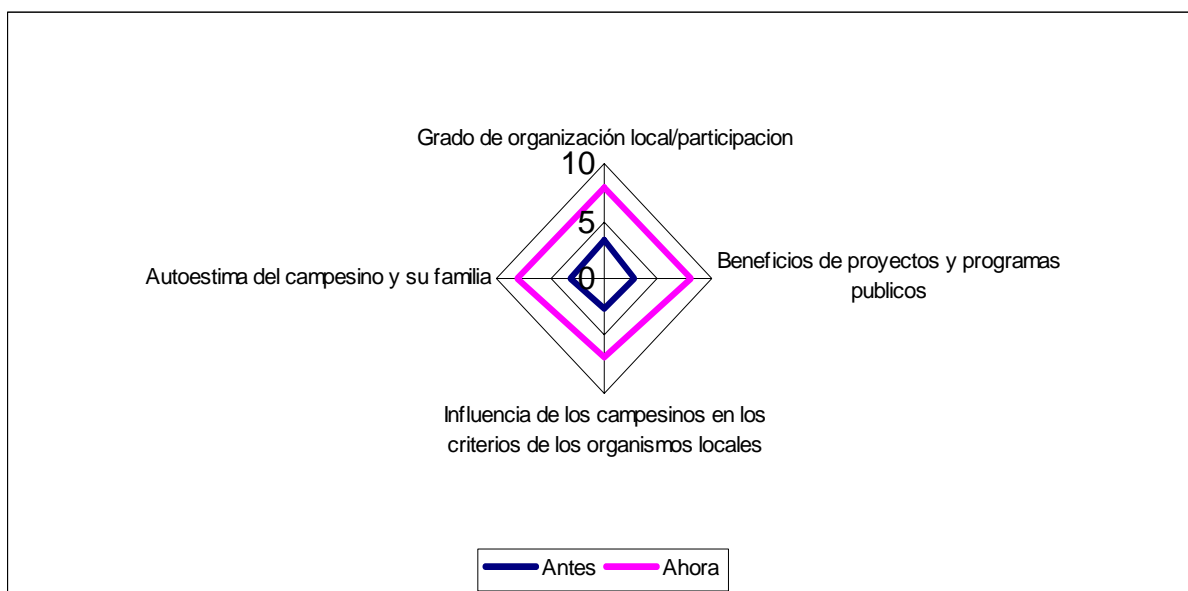 Grado de organización local/participacion
10
5
0
Autoestima del campesino y su familia
Beneficios de proyectos y programas
publicos
Influencia de los campesinos en los
criterios de los organismos locales
Antes Ahora